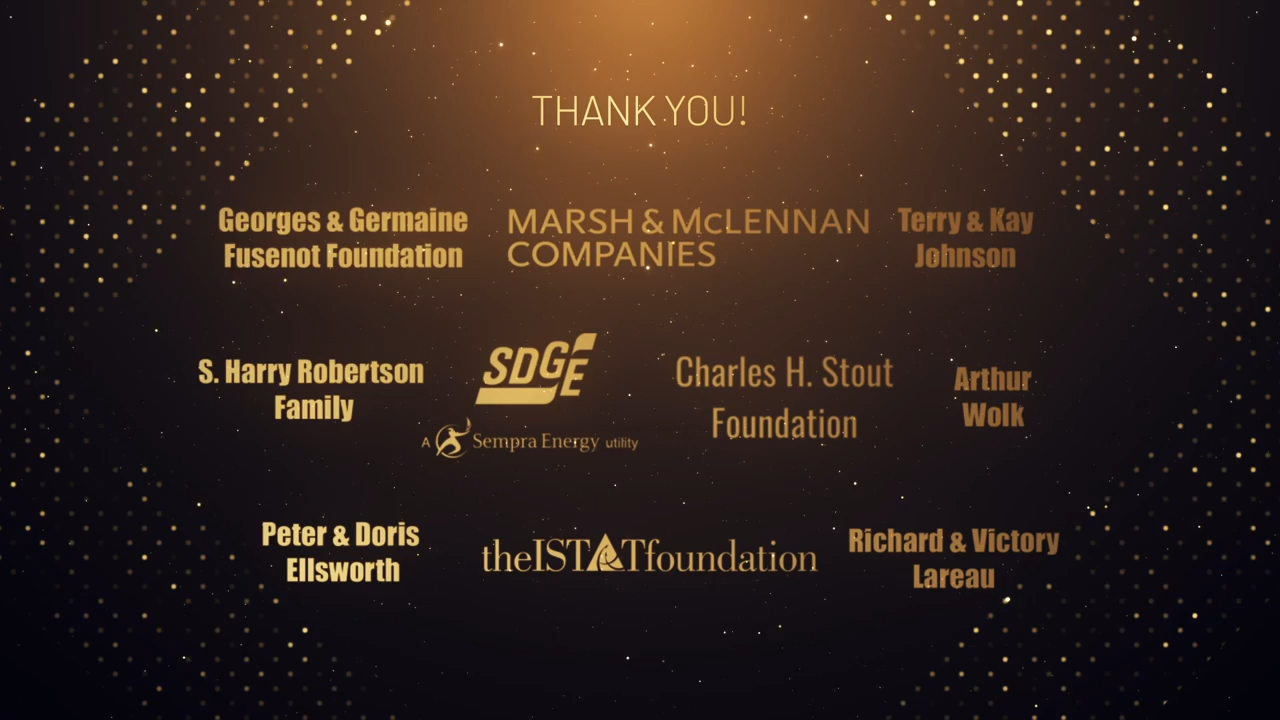 THANK YOU!
Georges & Germaine
Fusenot Foundation
MARSH & McLENNAN
COMPANIES
Terry & Kay
Johnson
S. Harry Robertson
Family
SDGE
A Sempra Energy utility
Charles H. Stout
Foundation
Arthur
Wolk
Peter & Doris
Ellsworth
theISTATfoundation
Richard & Victory
Lareau